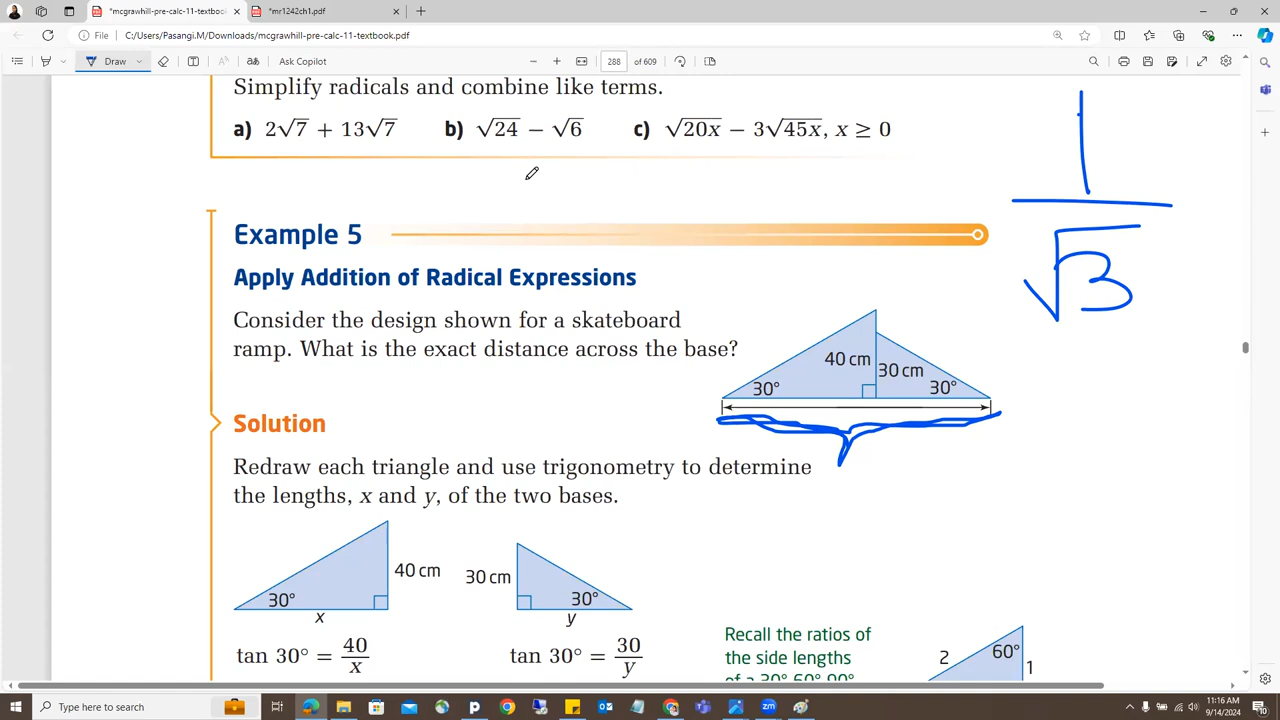 *mcgrawhill-pre-calc-11-textbook.pdf
*mr1242ch1.pdf
File
C:/Users/Pasangi.M/Downloads/mcgrawhill-pre-calc-11-textbook.pdf
Draw
Ask Copilot
288 of 609
Simplify radicals and combine like terms.
a) 2√7 + 13√7 b) √24 − √6 c) √20x − 3√45x, x ≥ 0
1
√3
Example 5
Apply Addition of Radical Expressions
Consider the design shown for a skateboard
ramp. What is the exact distance across the base?
40 cm
30 cm
30°
30°
Solution
Redraw each triangle and use trigonometry to determine
the lengths, x and y, of the two bases.
40 cm
30°
x
30 cm
30°
y
tan 30° = 40/x
tan 30° = 30/y
Recall the ratios of
the side lengths
of a 30°-60°-90°
2
60°
1
Type here to search
11:16 AM
9/14/2024